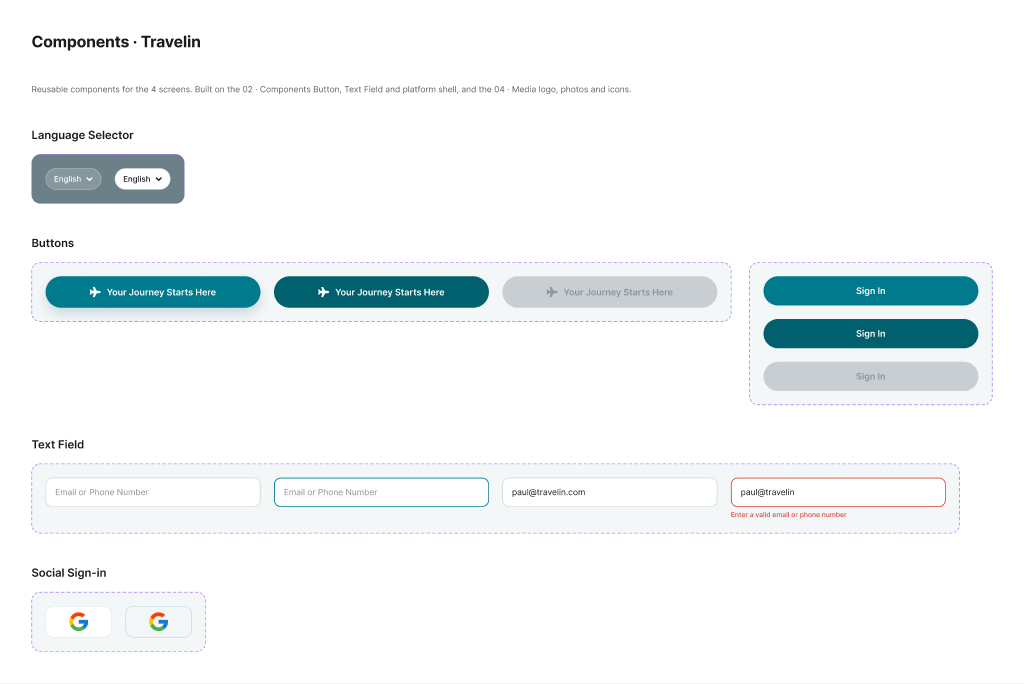 Components · Travelin
Reusable components for the 4 screens. Built on the 02 · Components Button, Text Field and platform shell, and the 04 · Media logo, photos and icons.
Language Selector
English
English
Buttons
Your Journey Starts Here
Your Journey Starts Here
Your Journey Starts Here
Sign In
Sign In
Sign In
Text Field
Email or Phone Number
Email or Phone Number
paul@travelin.com
paul@travelin
Enter a valid email or phone number
Social Sign-in
G
G